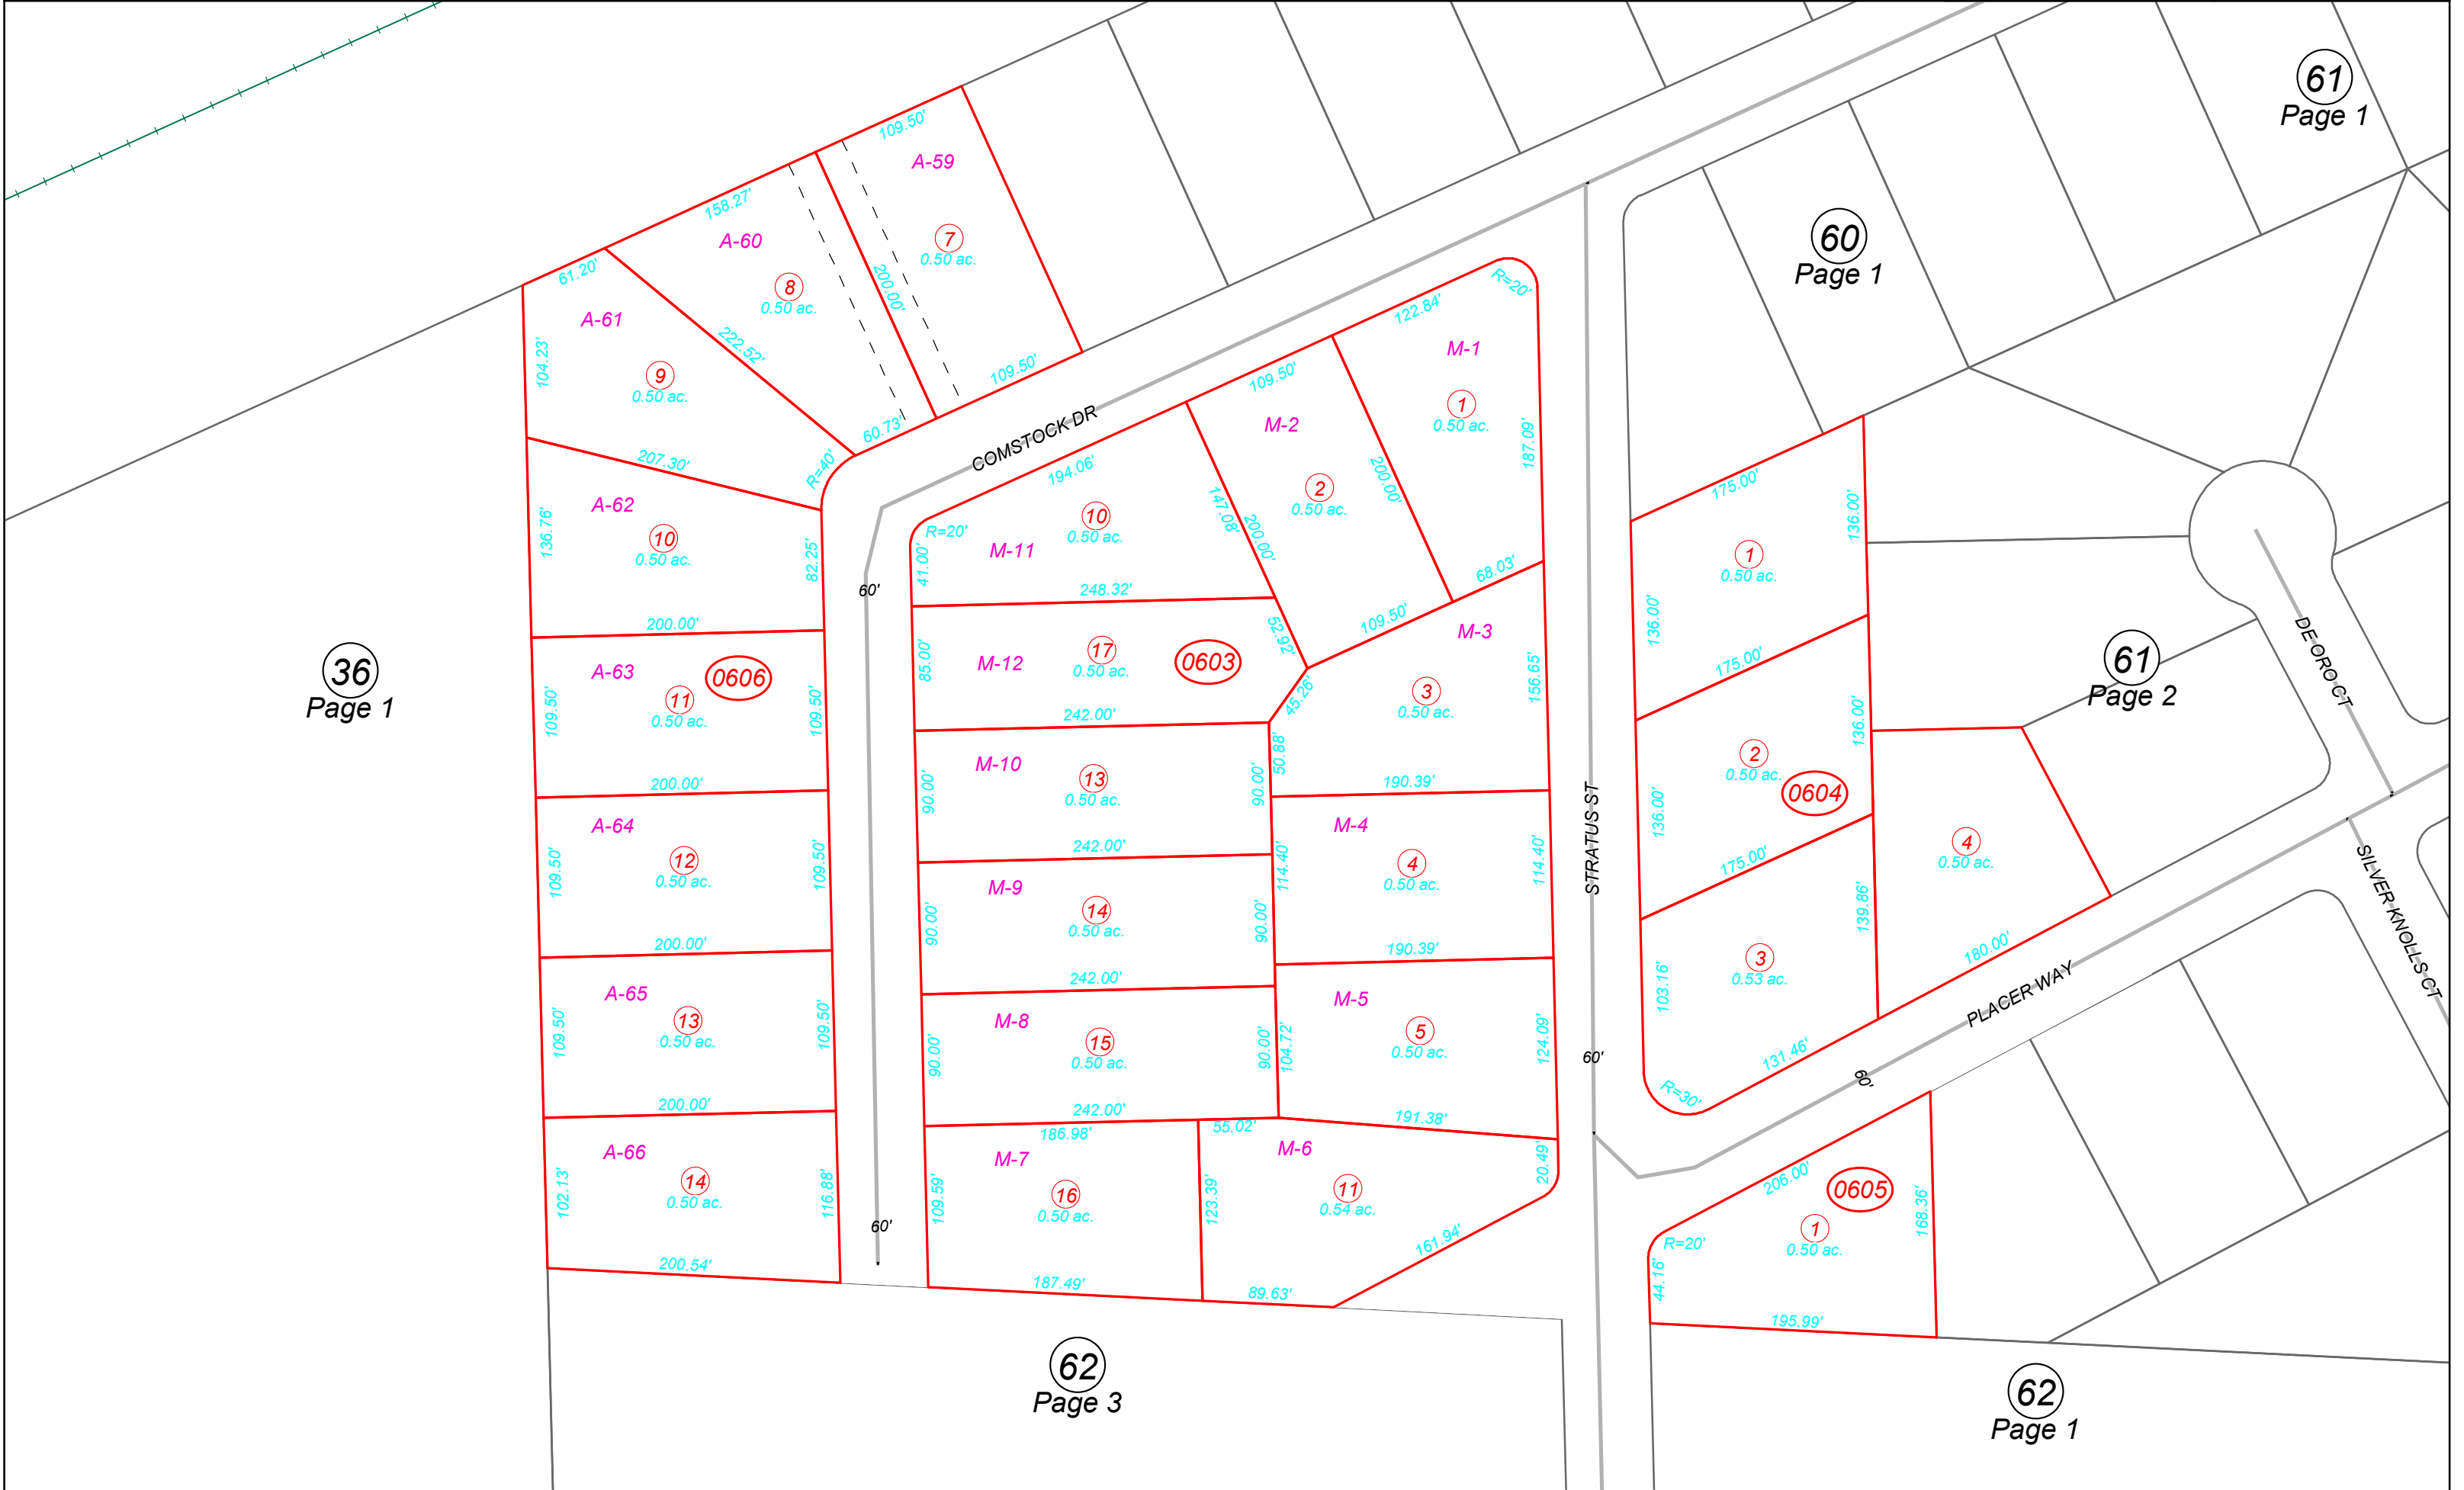 61
Page 1
109.50'
A-59
158.27'
A-60
7
0.50 ac.
60
Page 1
61.20'
200.00'
8
0.50 ac.
R=20'
122.84'
A-61
104.23'
222.52'
M-1
9
0.50 ac.
109.50'
109.50'
60.73'
COMSTOCK DR
M-2
1
0.50 ac.
187.09'
207.30'
R=40'
194.06'
200.00'
175.00'
136.00'
A-62
136.76'
10
0.50 ac.
82.25'
R=20'
10
0.50 ac.
147.08'
200.00'
2
0.50 ac.
M-11
41.00'
248.32'
68.03'
1
0.50 ac.
60'
200.00'
109.50'
136.00'
A-63
0606
11
0.50 ac.
109.50'
109.50'
M-12
85.00'
17
0.50 ac.
0603
52.92'
M-3
156.65'
3
0.50 ac.
45.26'
175.00'
DE ORO CT
61
Page 2
36
Page 1
242.00'
136.00'
200.00'
M-10
90.00'
13
0.50 ac.
90.00'
50.88'
190.39'
STRATUS ST
2
0.50 ac.
0604
136.00'
A-64
109.50'
12
0.50 ac.
109.50'
242.00'
M-4
114.40'
4
0.50 ac.
114.40'
175.00'
4
0.50 ac.
SILVER KNOLLS CT
M-9
90.00'
14
0.50 ac.
90.00'
139.86'
200.00'
190.39'
180.00'
A-65
109.50'
13
0.50 ac.
109.50'
242.00'
M-5
103.16'
3
0.53 ac.
PLACER WAY
M-8
90.00'
15
0.50 ac.
90.00'
104.72'
5
0.50 ac.
124.09'
60'
131.46'
60'
R=30'
200.00'
242.00'
191.38'
186.98'
55.02'
A-66
102.13'
14
0.50 ac.
116.88'
M-7
109.59'
16
0.50 ac.
123.39'
M-6
11
0.54 ac.
20.49'
206.00'
0605
168.36'
60'
161.94'
R=20'
1
0.50 ac.
44.16'
200.54'
187.49'
89.63'
195.99'
62
Page 3
62
Page 1